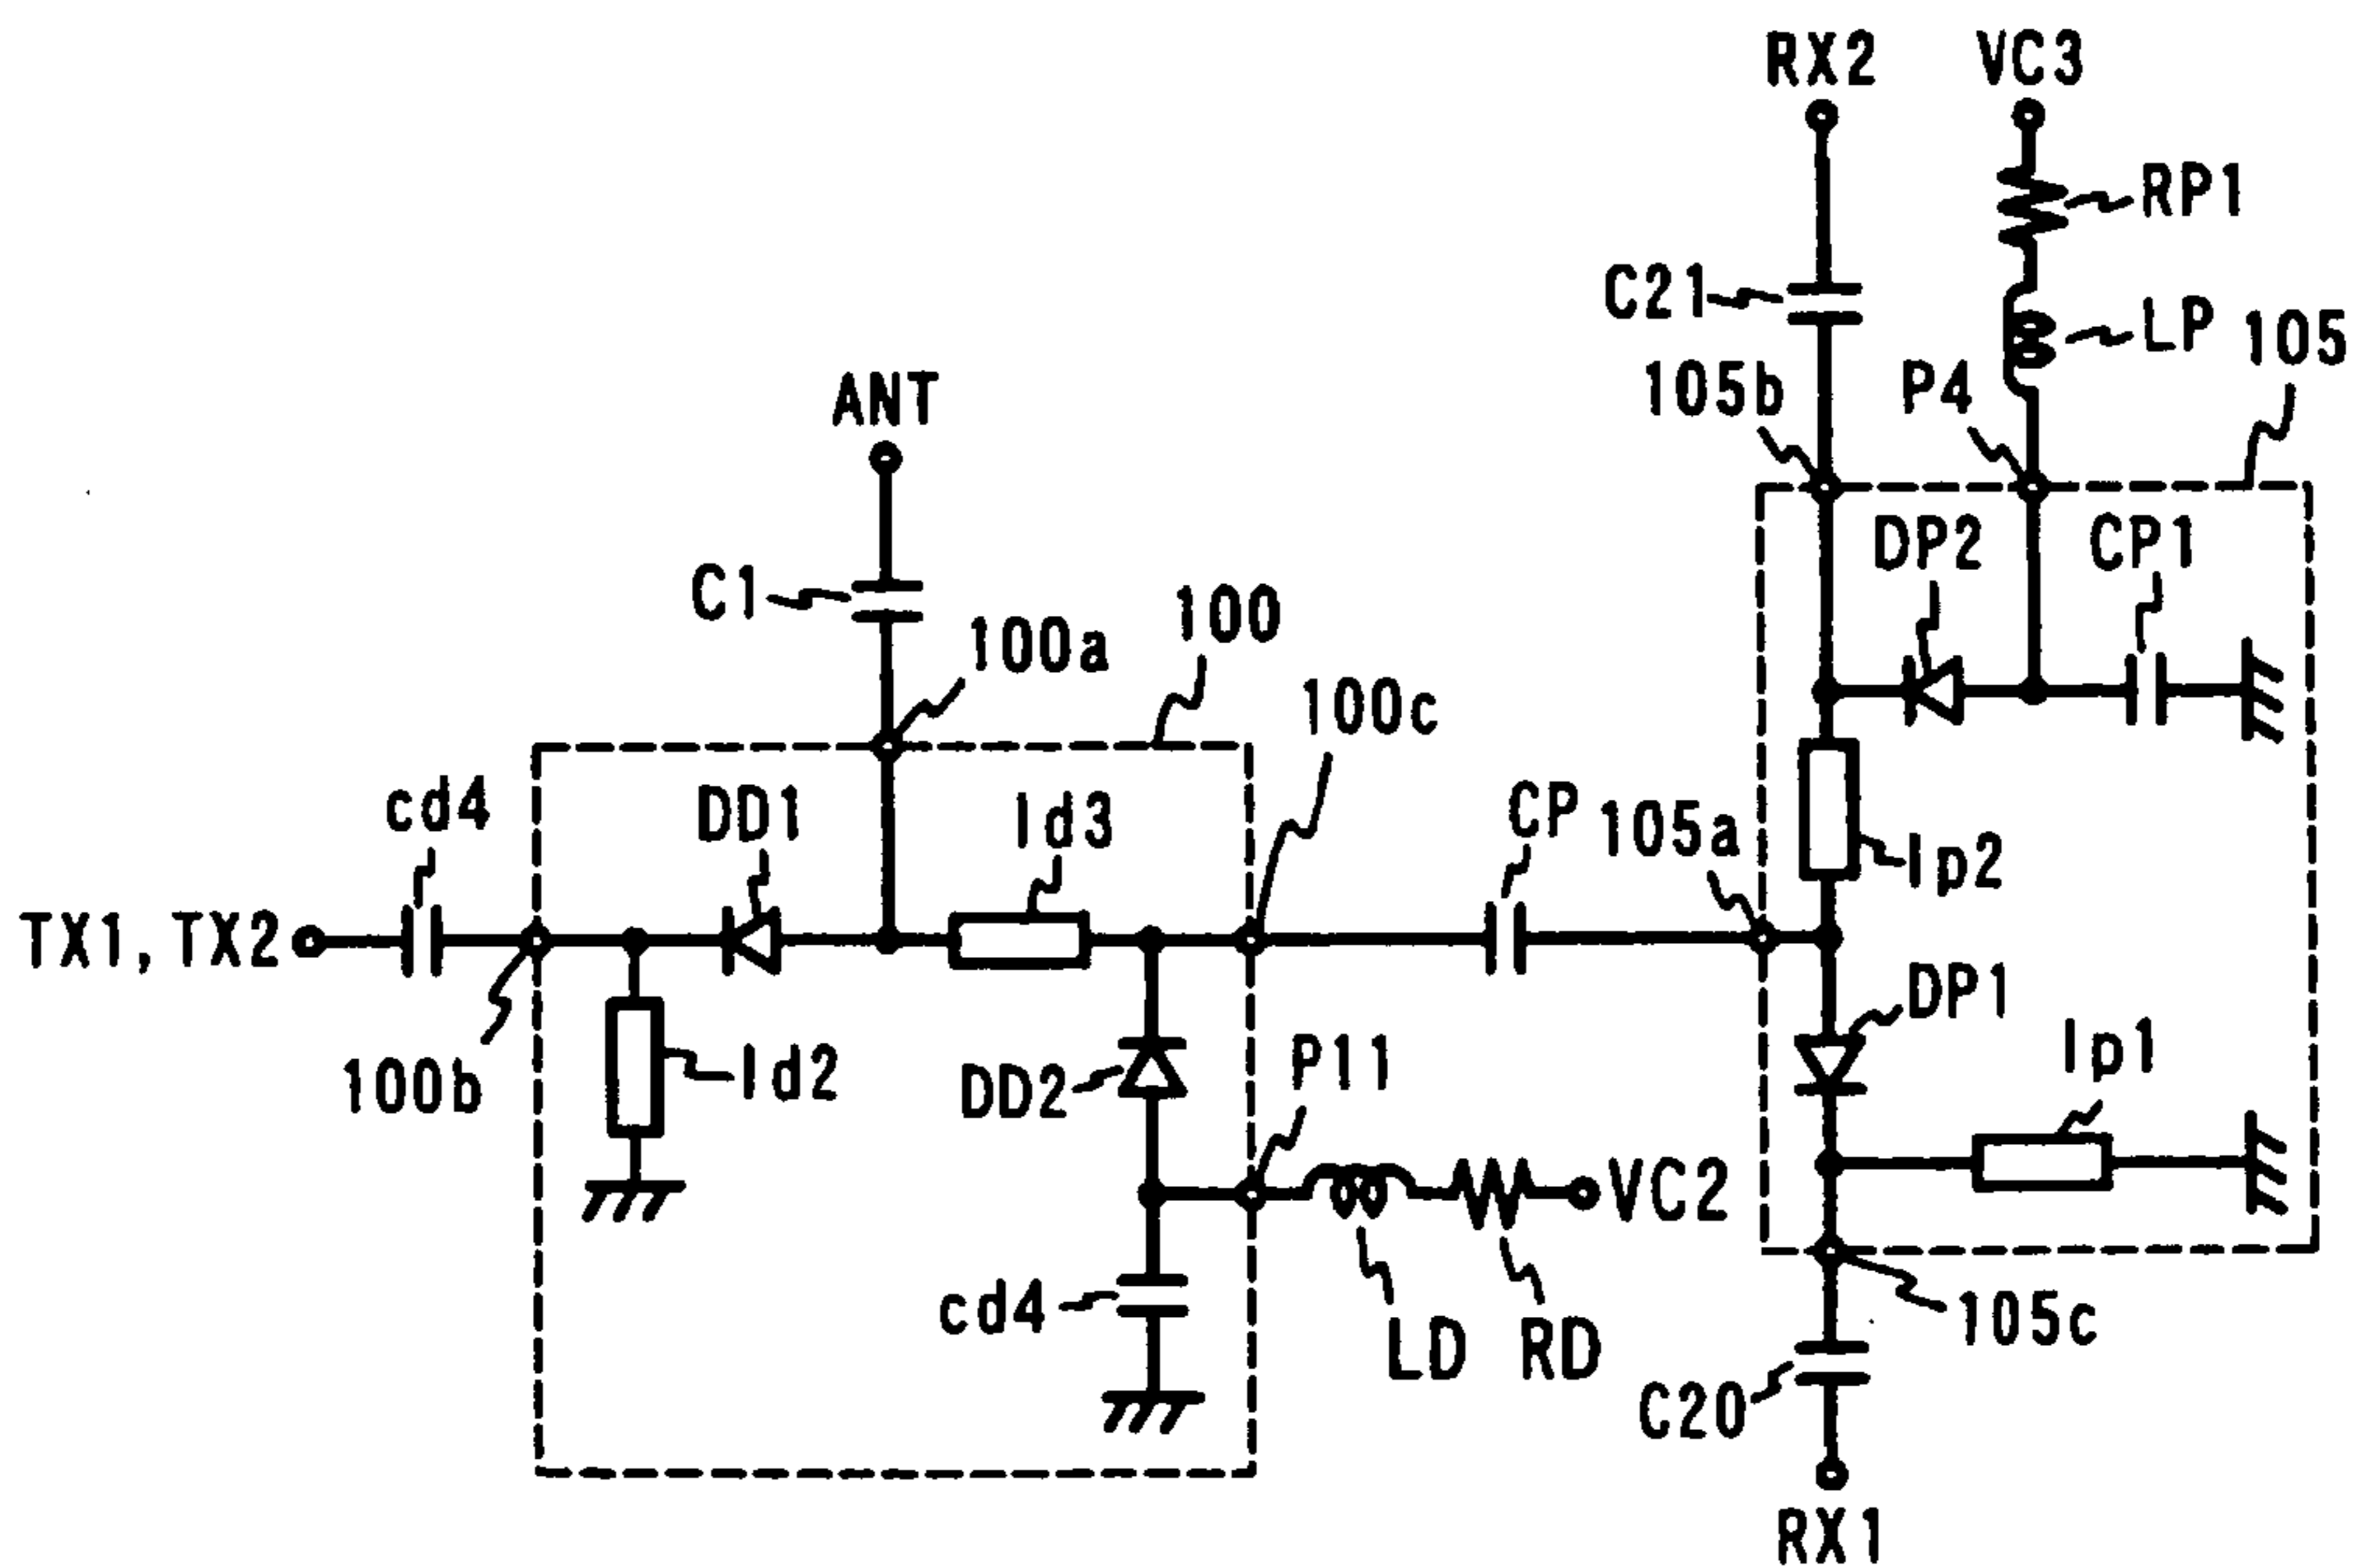 RX2
VC3
RP1
C21
LP
105
105b
P4
ANT
DP2
CP1
C1
100a
100
100c
cd4
DD1
ld3
CP
105a
lp2
TX1,TX2
DP1
lp1
100b
ld2
DD2
P11
VC2
cd4
LD
RD
105c
C20
RX1